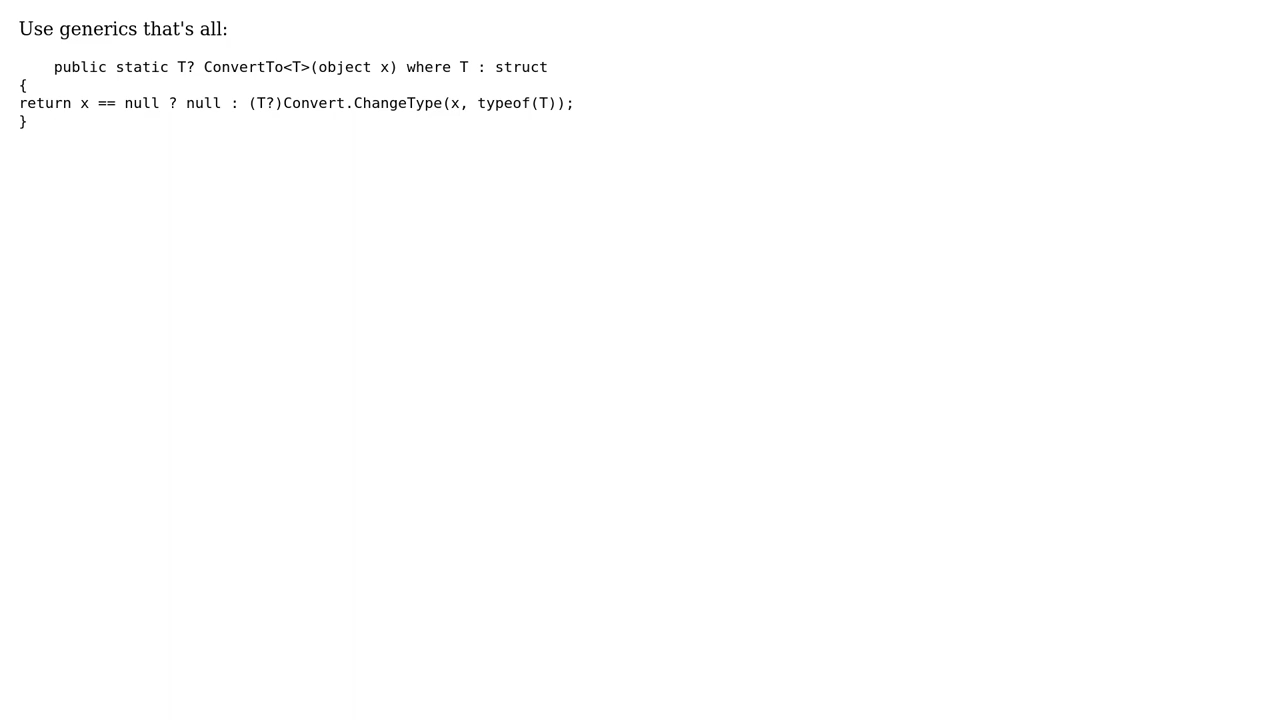 Use generics that's all:
    public static T? ConvertTo<T>(object x) where T : struct
{
return x == null ? null : (T?)Convert.ChangeType(x, typeof(T));
}